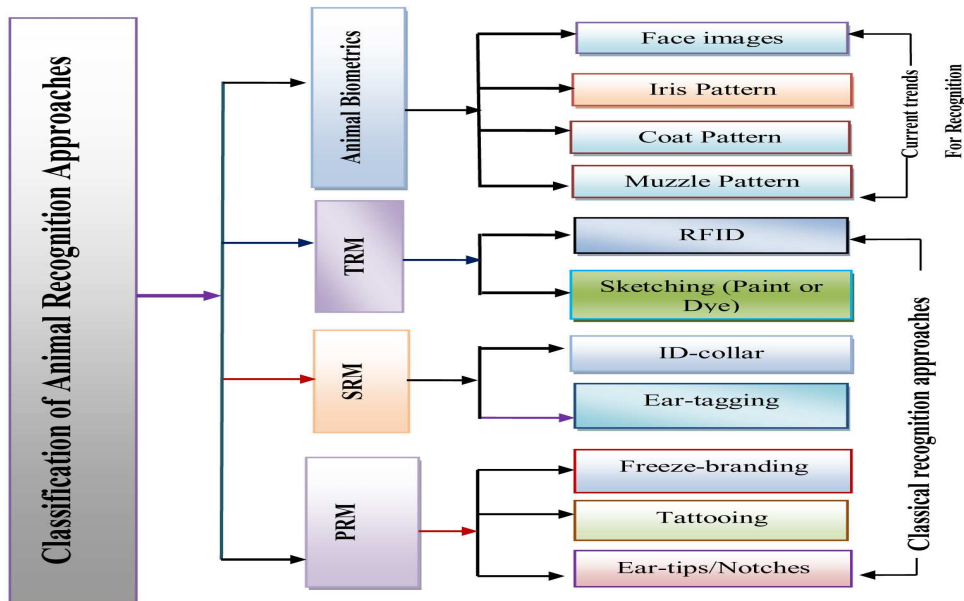 Classification of Animal Recognition Approaches
Animal Biometrics
Face images
Iris Pattern
Coat Pattern
Muzzle Pattern
Current trends
For Recognition
TRM
RFID
Sketching (Paint or
Dye)
SRM
ID-collar
Ear-tagging
PRM
Freeze-branding
Tattooing
Ear-tips/Notches
Classical recognition approaches